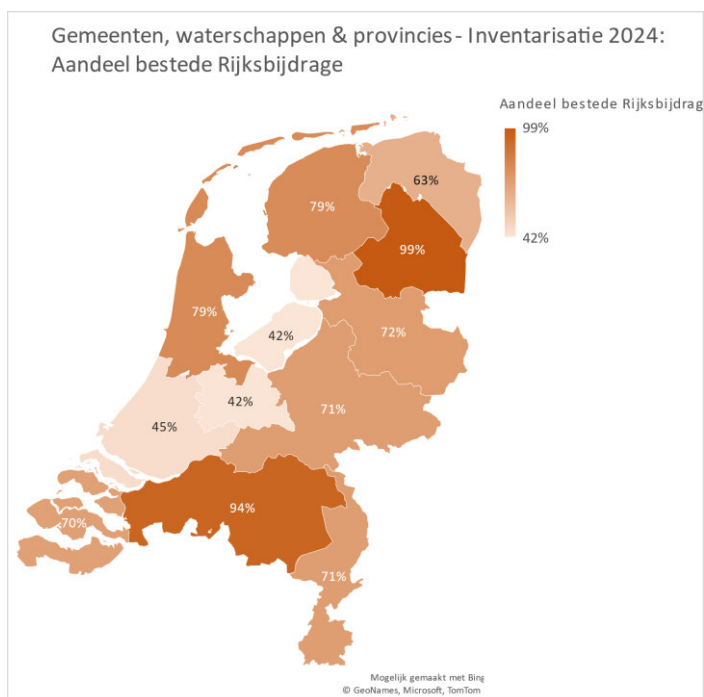 Gemeenten, waterschappen & provincies - Inventarisatie 2024:
Aandeel bestede Rijksbijdrage
Aandeel bestede Rijksbijdrag
99%
42%
63%
79%
99%
79%
42%
72%
42%
71%
45%
94%
70%
71%
Mogelijk gemaakt met Bing
© GeoNames, Microsoft, TomTom